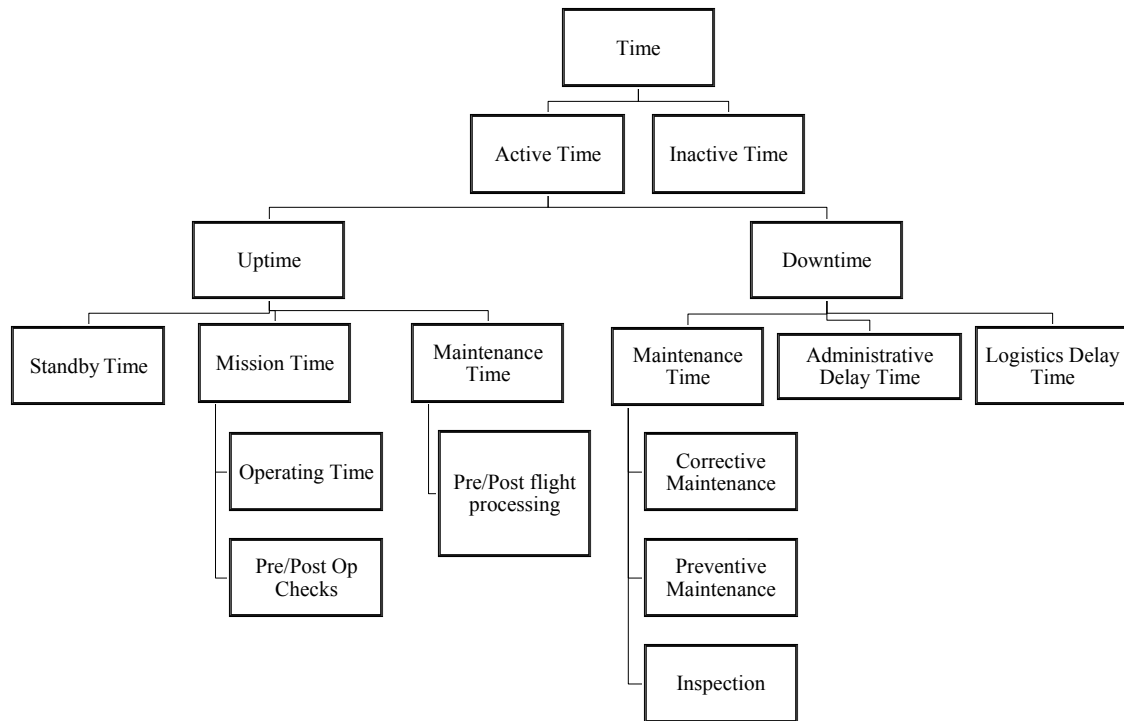 Time
Active Time
Inactive Time
Uptime
Downtime
Standby Time
Mission Time
Maintenance
Time
Maintenance
Time
Administrative
Delay Time
Logistics Delay
Time
Operating Time
Pre/Post Op
Checks
Pre/Post flight
processing
Corrective
Maintenance
Preventive
Maintenance
Inspection